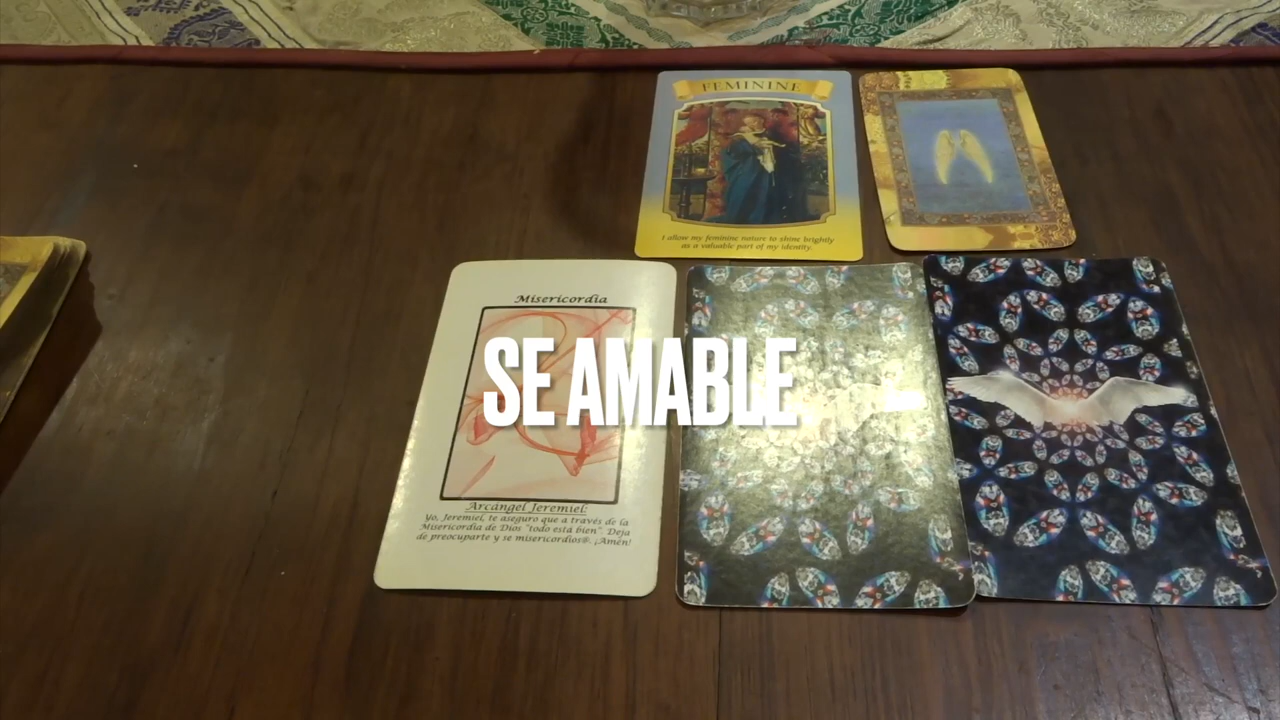 FEMININE
I allow my feminine nature to shine brightly
as a valuable part of my identity.
Misericordia
SE AMABLE.
Arcángel Jeremiel:
Yo, Jeremiel, te aseguro que a través de la
Misericordia de Dios "todo está bien". Deja
de preocuparte y se misericordios@. ¡Amén!